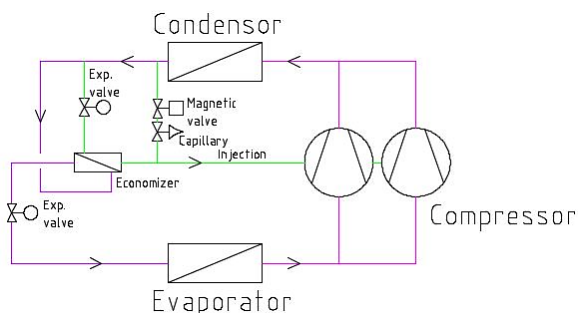 Condensor
Exp.
valve
Magnetic
valve
Capillary
Injection
Economizer
Exp.
valve
Compressor
Evaporator